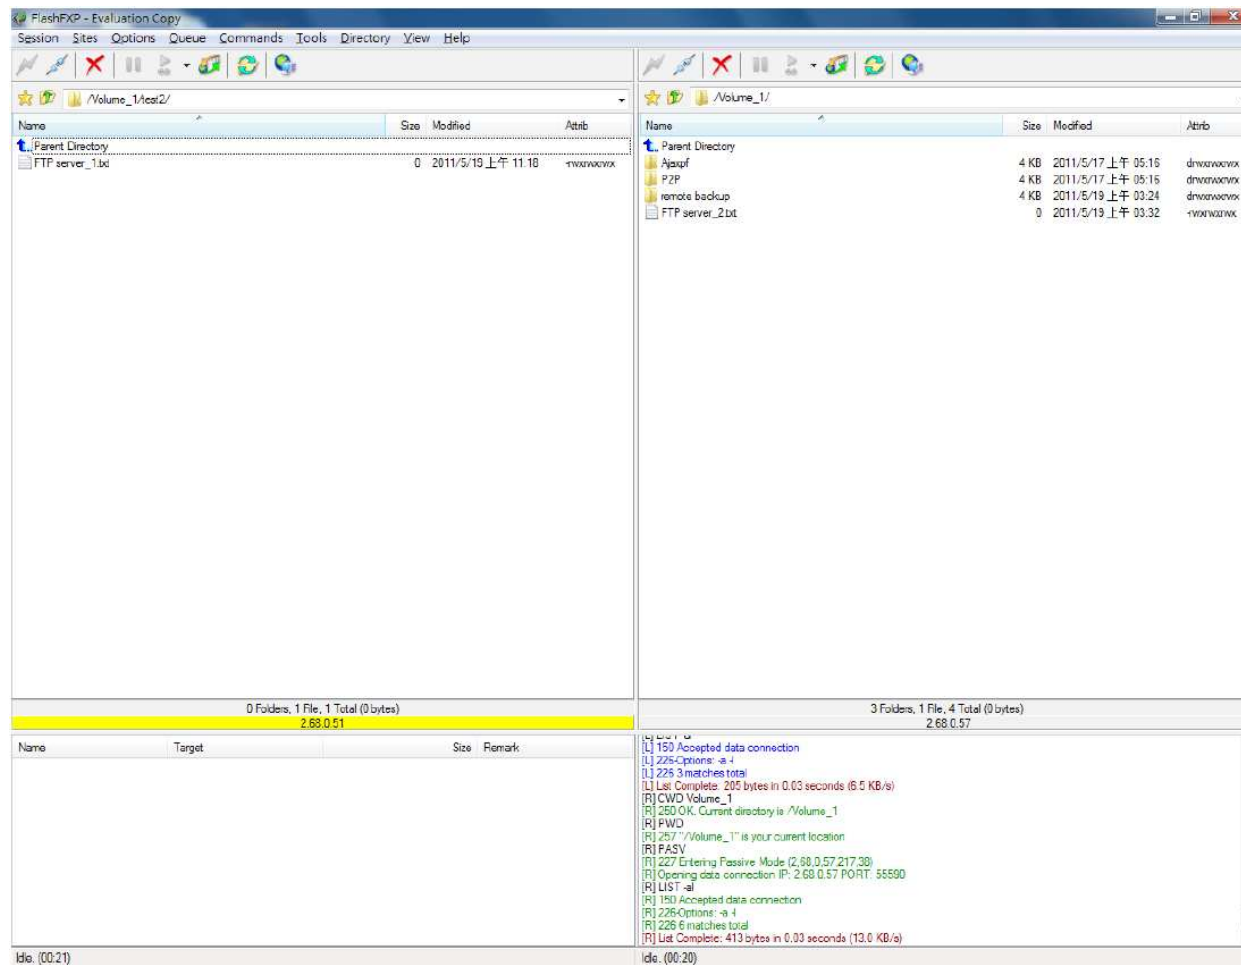 FlashFXP - Evaluation Copy
Session Sites Options Queue Commands Tools Directory View Help
/Volume_1/test2/
Name Size Modified Attrib
Parent Directory
FTP server_1.txt 0 2011/5/19 上午 11:18 -rwxrwxrwx
0 Folders, 1 File, 1 Total (0 bytes)
2.68.0.51
/Volume_1/
Name Size Modified Attrib
Parent Directory
Ajaxpf 4 KB 2011/5/17 上午 05:16 drwxrwxrwx
P2P 4 KB 2011/5/17 上午 05:16 drwxrwxrwx
remote backup 4 KB 2011/5/19 上午 03:24 drwxrwxrwx
FTP server_2.txt 0 2011/5/19 上午 03:32 -rwxrwxrwx
3 Folders, 1 File, 4 Total (0 bytes)
2.68.0.57
Name Target Size Remark
[L] LIST -al
[L] 150 Accepted data connection
[L] 226-Options: -a -l
[L] 226 3 matches total
[L] List Complete: 205 bytes in 0.03 seconds (6.5 KB/s)
[R] CWD Volume_1
[R] 250 OK. Current directory is /Volume_1
[R] PWD
[R] 257 "/Volume_1" is your current location
[R] PASV
[R] 227 Entering Passive Mode (2,68,0,57,217,38)
[R] Opening data connection IP: 2.68.0.57 PORT: 55590
[R] LIST -al
[R] 150 Accepted data connection
[R] 226-Options: -a -l
[R] 226 6 matches total
[R] List Complete: 413 bytes in 0.03 seconds (13.0 KB/s)
Idle. (00:21)
Idle. (00:20)